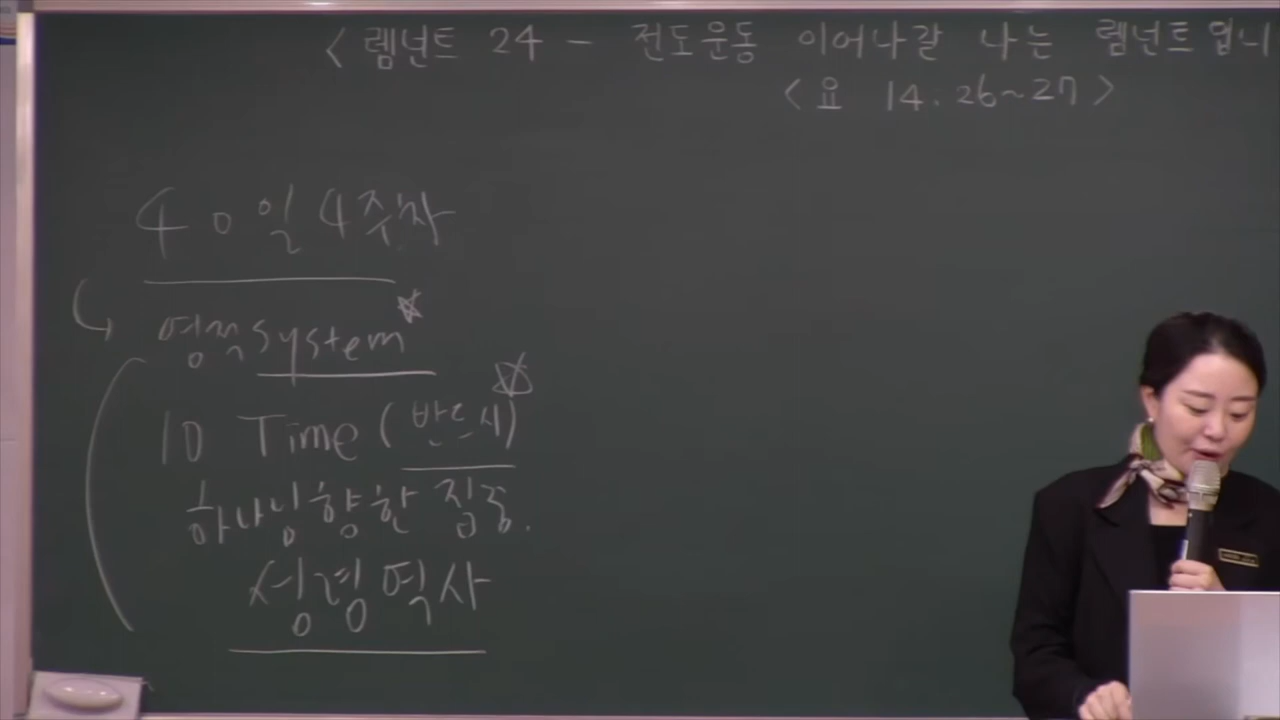 <렘넌트 24 - 전도운동 이어나갈 나는 렘넌트입니
<요 14:26~27>
40일 4주차
영적 system
10 Time (반드시)
하나님 향한 집중.
성경역사